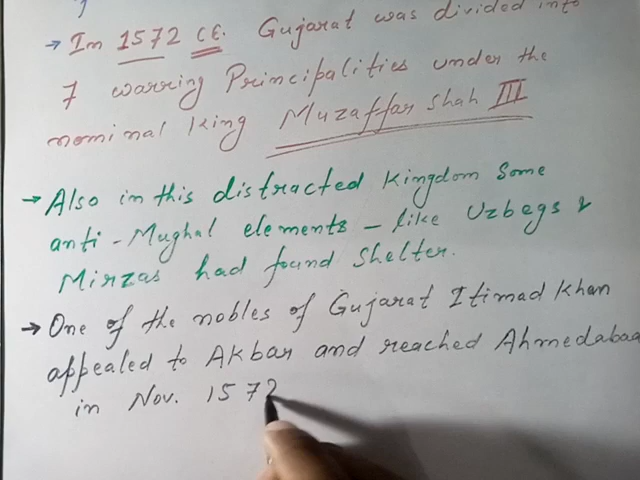 → In 1572 CE. Gujarat was divided into
7 warring Principalities under the
nominal King Muzaffar Shah III
→ Also in this distracted Kingdom Some
anti - Mughal elements - like Uzbegs &
Mirzas had found Shelter.
→ One of the nobles of Gujarat Itimad Khan
appealed to Akbar and reached Ahmedabad
in Nov. 1572